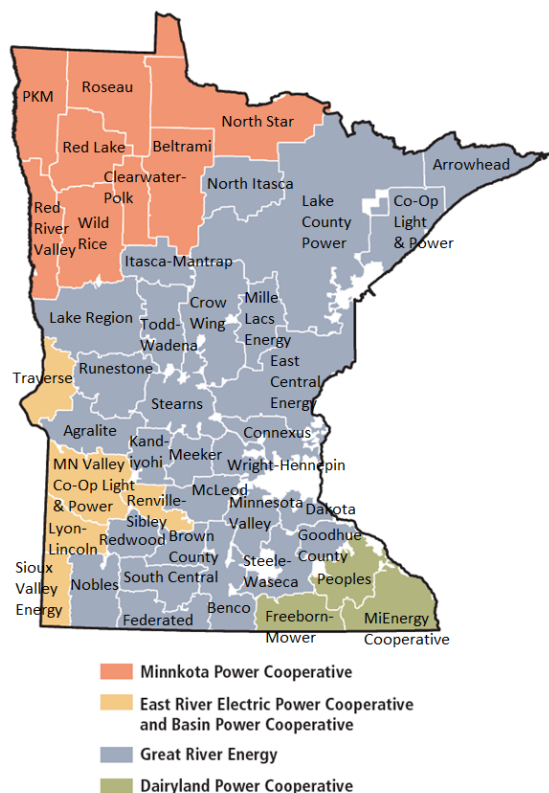 Roseau
PKM
North Star
Red Lake
Beltrami
Arrowhead
Clearwater-
Polk
North Itasca
Lake
County
Power
Co-Op
Light
& Power
Red
River
Valley
Wild
Rice
Itasca-Mantrap
Lake Region
Todd-
Wadena
Crow
Wing
Mille
Lacs
Energy
East
Central
Energy
Traverse
Runestone
Stearns
Agralite
Kand-
iyohi
Connexus
Meeker
Wright-Hennepin
MN Valley
Co-Op Light
& Power
Renville-
Sibley
McLeod
Minnesota
Valley
Dakota
Lyon-
Lincoln
Redwood
Brown
County
Goodhue
County
Sioux
Valley
Energy
Nobles
South Central
Steele-
Waseca
Peoples
Federated
Benco
Freeborn-
Mower
MiEnergy
Cooperative
Minnkota Power Cooperative
East River Electric Power Cooperative
and Basin Power Cooperative
Great River Energy
Dairyland Power Cooperative